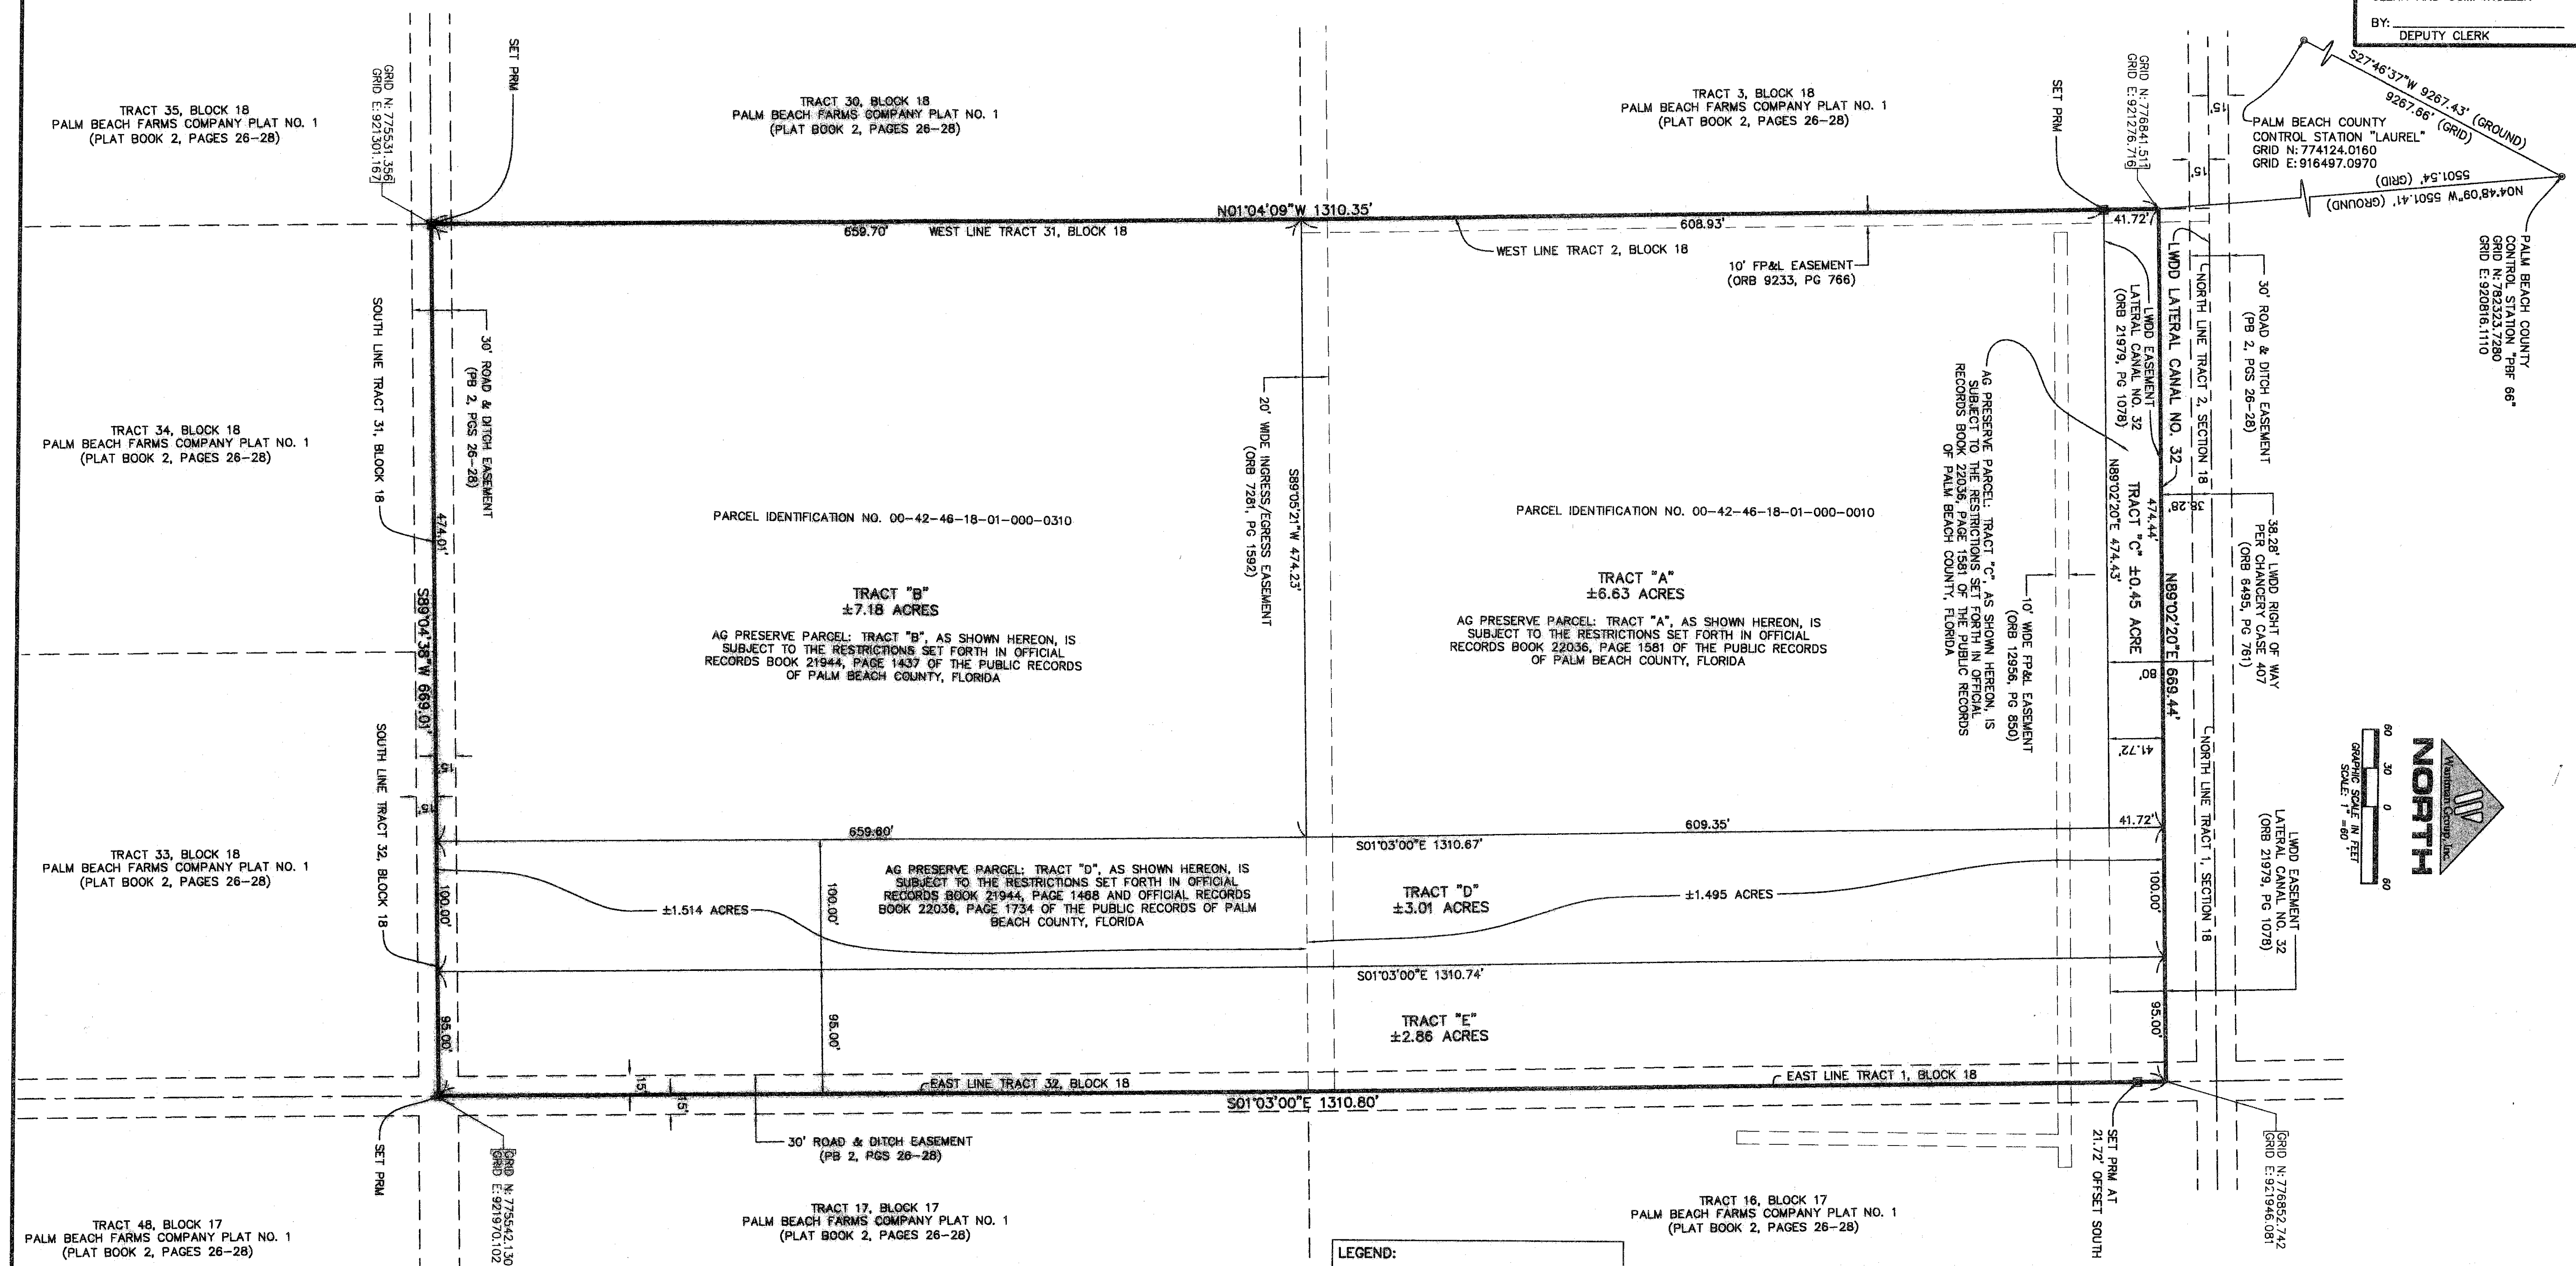 BY:
DEPUTY CLERK
SET PRM
GRID N: 775531.356
GRID E: 921301.167
TRACT 35, BLOCK 18
PALM BEACH FARMS COMPANY PLAT NO. 1
(PLAT BOOK 2, PAGES 26-28)
TRACT 30, BLOCK 18
PALM BEACH FARMS COMPANY PLAT NO. 1
(PLAT BOOK 2, PAGES 26-28)
TRACT 3, BLOCK 18
PALM BEACH FARMS COMPANY PLAT NO. 1
(PLAT BOOK 2, PAGES 26-28)
SET PRM
GRID N: 776841.511
GRID E: 921276.716
15'
15'
S27°46'37"W 9267.43' (GROUND)
9267.66' (GRID)
PALM BEACH COUNTY
CONTROL STATION "LAUREL"
GRID N: 774124.0160
GRID E: 916497.0970
5501.54' (GRID)
N04°48'09"W 5501.41' (GROUND)
PALM BEACH COUNTY
CONTROL STATION "PBF 66"
GRID N: 782323.7280
GRID E: 920816.1110
N01°04'09"W 1310.35'
659.70'
WEST LINE TRACT 31, BLOCK 18
608.93'
41.72'
WEST LINE TRACT 2, BLOCK 18
10' FP&L EASEMENT
(ORB 9233, PG 766)
LWDD EASEMENT
LATERAL CANAL NO. 32
(ORB 21979, PG 1078)
LWDD LATERAL CANAL NO. 32
NORTH LINE TRACT 2, SECTION 18
30' ROAD & DITCH EASEMENT
(PB 2, PGS 26-28)
SOUTH LINE TRACT 31, BLOCK 18
30' ROAD & DITCH EASEMENT
(PB 2, PGS 26-28)
TRACT 34, BLOCK 18
PALM BEACH FARMS COMPANY PLAT NO. 1
(PLAT BOOK 2, PAGES 26-28)
474.01'
S89°04'38"W 669.01'
PARCEL IDENTIFICATION NO. 00-42-46-18-01-000-0310
TRACT "B"
±7.18 ACRES
AG PRESERVE PARCEL: TRACT "B", AS SHOWN HEREON, IS
SUBJECT TO THE RESTRICTIONS SET FORTH IN OFFICIAL
RECORDS BOOK 21944, PAGE 1437 OF THE PUBLIC RECORDS
OF PALM BEACH COUNTY, FLORIDA
20' WIDE INGRESS/EGRESS EASEMENT
(ORB 7281, PG 1592)
S89°05'21"W 474.23'
PARCEL IDENTIFICATION NO. 00-42-46-18-01-000-0010
TRACT "A"
±6.63 ACRES
AG PRESERVE PARCEL: TRACT "A", AS SHOWN HEREON, IS
SUBJECT TO THE RESTRICTIONS SET FORTH IN OFFICIAL
RECORDS BOOK 22036, PAGE 1581 OF THE PUBLIC RECORDS
OF PALM BEACH COUNTY, FLORIDA
AG PRESERVE PARCEL: TRACT "C", AS SHOWN HEREON, IS
SUBJECT TO THE RESTRICTIONS SET FORTH IN OFFICIAL
RECORDS BOOK 22036, PAGE 1581 OF THE PUBLIC RECORDS
OF PALM BEACH COUNTY, FLORIDA
10' WIDE FP&L EASEMENT
(ORB 12956, PG 850)
TRACT "C" ±0.45 ACRE
N89°02'20"E 474.43'
474.44'
N89°02'20"E 669.44'
38.28'
38.28' LWDD RIGHT OF WAY
PER CHANCERY CASE 407
(ORB 6495, PG 761)
80'
41.72'
NORTH LINE TRACT 1, SECTION 18
LWDD EASEMENT
LATERAL CANAL NO. 32
(ORB 21979, PG 1078)
Wantman Group, Inc.
NORTH
60 30 0 60
GRAPHIC SCALE IN FEET
SCALE: 1" =60'
15'
15'
SOUTH LINE TRACT 32, BLOCK 18
659.60'
609.35'
41.72'
S01°03'00"E 1310.67'
TRACT 33, BLOCK 18
PALM BEACH FARMS COMPANY PLAT NO. 1
(PLAT BOOK 2, PAGES 26-28)
AG PRESERVE PARCEL: TRACT "D", AS SHOWN HEREON, IS
SUBJECT TO THE RESTRICTIONS SET FORTH IN OFFICIAL
RECORDS BOOK 21944, PAGE 1468 AND OFFICIAL RECORDS
BOOK 22036, PAGE 1734 OF THE PUBLIC RECORDS OF PALM
BEACH COUNTY, FLORIDA
100.00'
±1.514 ACRES
100.00'
TRACT "D"
±3.01 ACRES
±1.495 ACRES
100.00'
S01°03'00"E 1310.74'
95.00'
95.00'
TRACT "E"
±2.86 ACRES
95.00'
EAST LINE TRACT 32, BLOCK 18
EAST LINE TRACT 1, BLOCK 18
S01°03'00"E 1310.80'
15'
15'
30' ROAD & DITCH EASEMENT
(PB 2, PGS 26-28)
SET PRM
GRID N: 775542.130
GRID E: 921970.102
SET PRM AT
21.72' OFFSET SOUTH
GRID N: 776852.742
GRID E: 921946.081
TRACT 48, BLOCK 17
PALM BEACH FARMS COMPANY PLAT NO. 1
(PLAT BOOK 2, PAGES 26-28)
TRACT 17, BLOCK 17
PALM BEACH FARMS COMPANY PLAT NO. 1
(PLAT BOOK 2, PAGES 26-28)
TRACT 16, BLOCK 17
PALM BEACH FARMS COMPANY PLAT NO. 1
(PLAT BOOK 2, PAGES 26-28)
LEGEND: